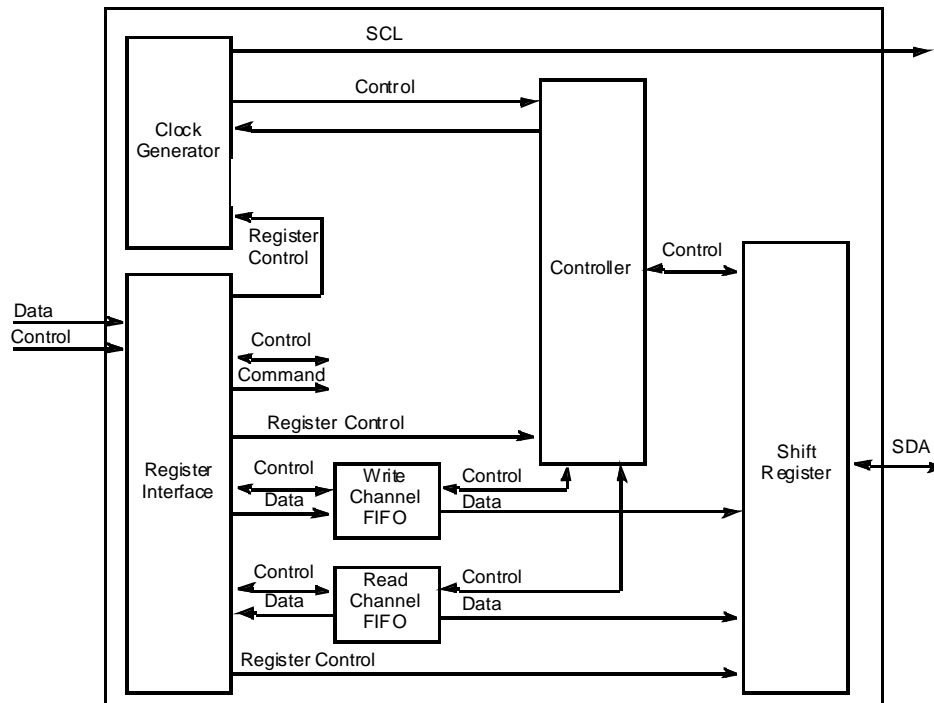 SCL
Control
Clock
Generator
Register
Control
Controller
Control
Data
Control
Control
Command
Register Control
Register
Interface
Control
Data
Write
Channel
FIFO
Control
Data
Shift
Register
SDA
Control
Data
Read
Channel
FIFO
Control
Data
Register Control